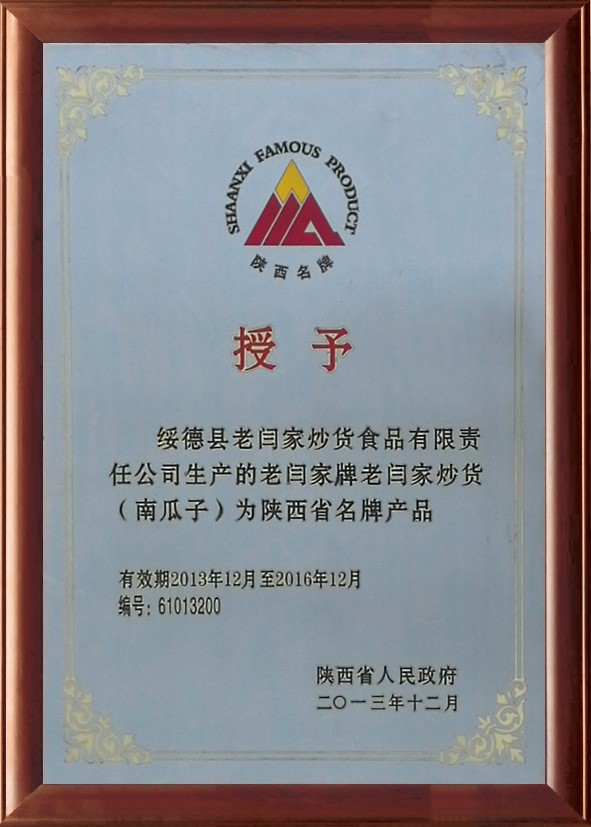 SHAANXI FAMOUS PRODUCT
陕西名牌
授予
绥德县老闫家炒货食品有限责
任公司生产的老闫家牌老闫家炒货
（南瓜子）为陕西省名牌产品
有效期2013年12月至2016年12月
编号：61013200
陕西省人民政府
二〇一三年十二月